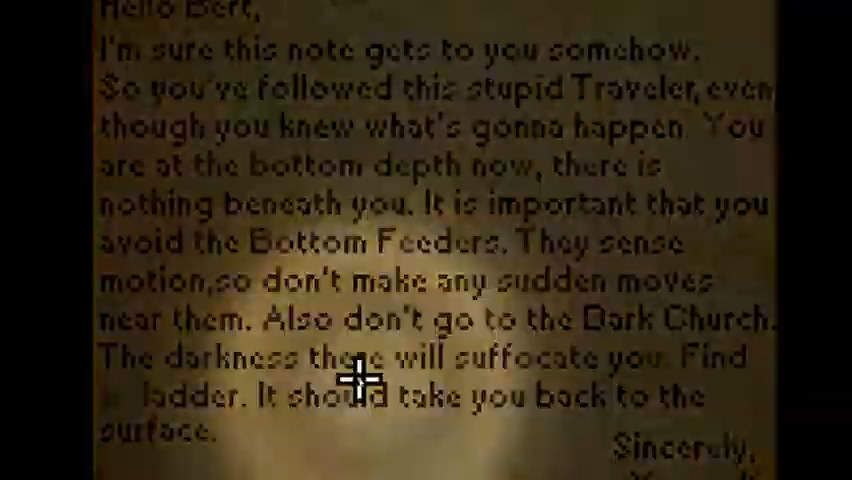 Hello Bert,
I'm sure this note gets to you somehow.
So you've followed this stupid Traveler, even
though you knew what's gonna happen. You
are at the bottom depth now, there is
nothing beneath you. It is important that you
avoid the Bottom Feeders. They sense
motion,so don't make any sudden moves
near them. Also don't go to the Dark Church.
The darkness there will suffocate you. Find
ladder. It should take you back to the
surface.
Sincerely,